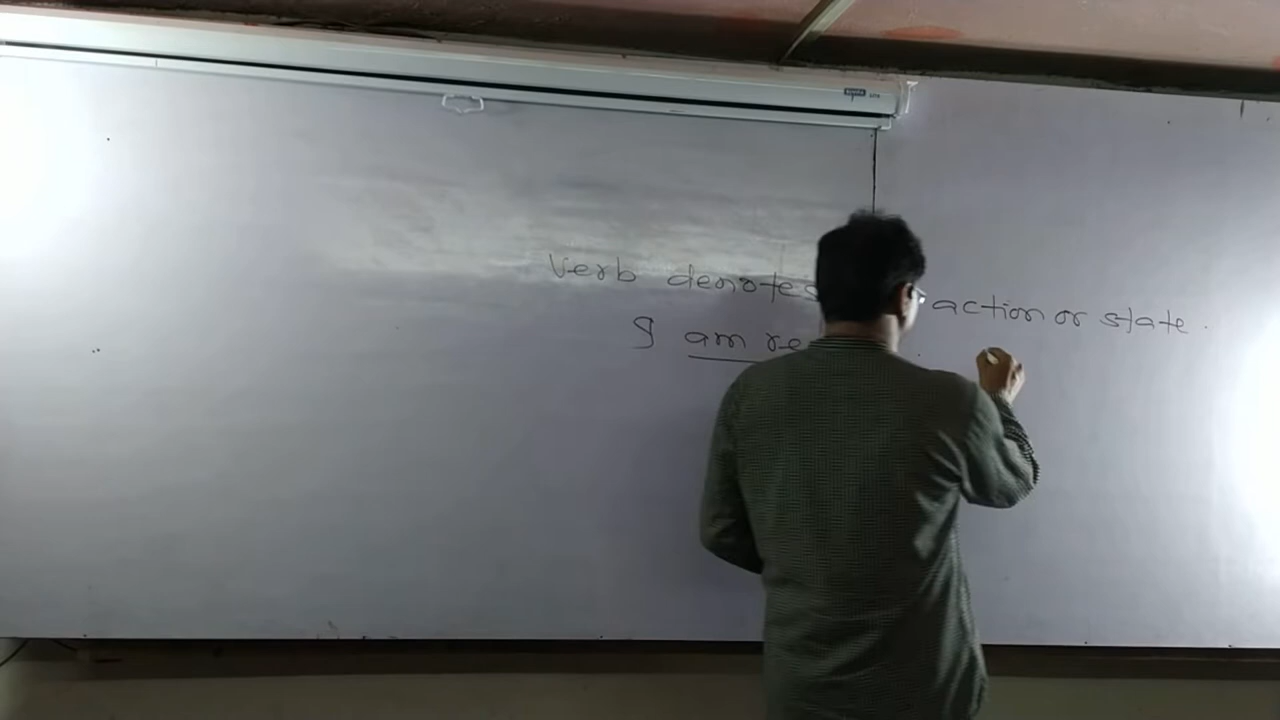 Verb denotes action or state.
I am re